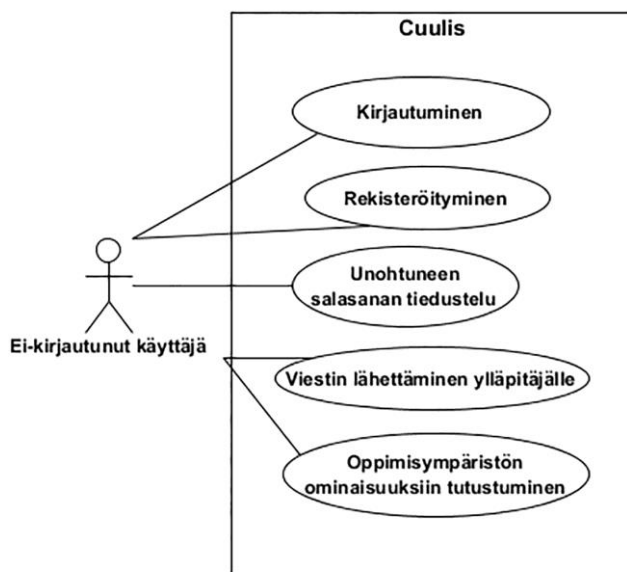 Cuulis
Kirjautuminen
Rekisteröityminen
Unohtuneen
salasanan tiedustelu
Ei-kirjautunut käyttäjä
Viestin lähettäminen ylläpitäjälle
Oppimisympäristön
ominaisuuksiin tutustuminen